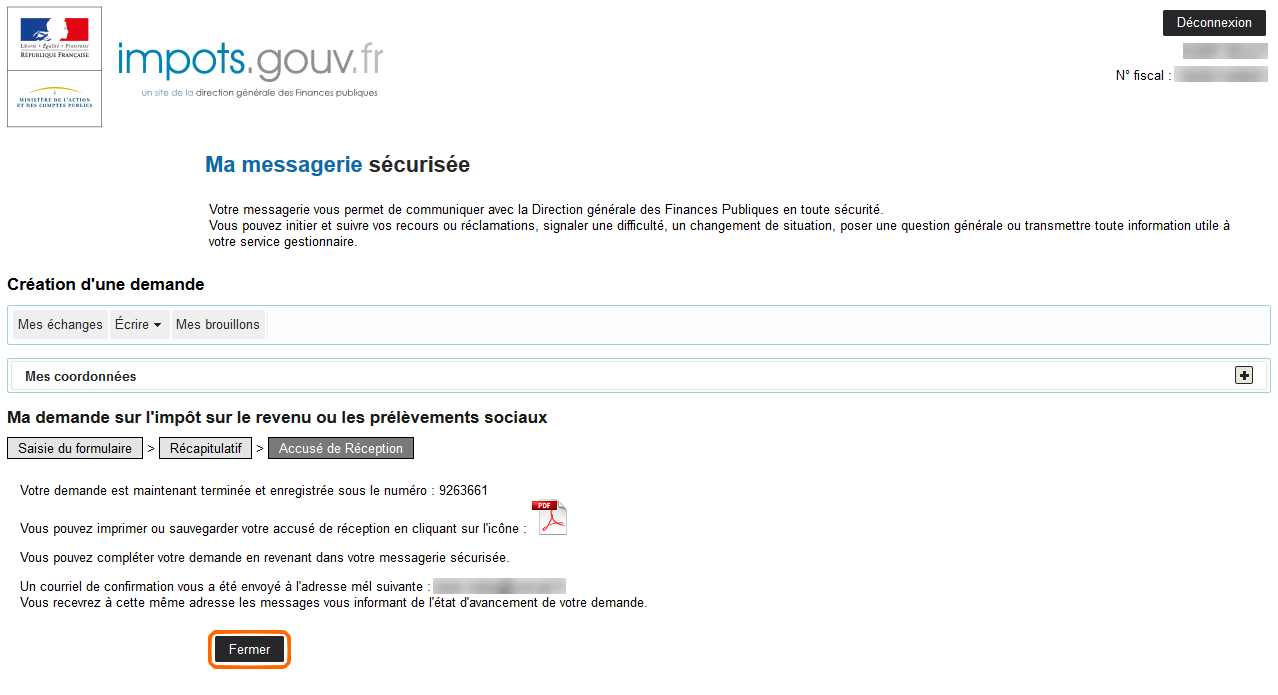 Liberté • Égalité • Fraternité
RÉPUBLIQUE FRANÇAISE
MINISTÈRE DE L'ACTION
ET DES COMPTES PUBLICS
impots.gouv.fr
un site de la direction générale des Finances publiques
Déconnexion
N° fiscal :
Ma messagerie sécurisée
Votre messagerie vous permet de communiquer avec la Direction générale des Finances Publiques en toute sécurité.
Vous pouvez initier et suivre vos recours ou réclamations, signaler une difficulté, un changement de situation, poser une question générale ou transmettre toute information utile à
votre service gestionnaire.
Création d'une demande
Mes échanges Écrire Mes brouillons
Mes coordonnées
Ma demande sur l'impôt sur le revenu ou les prélèvements sociaux
Saisie du formulaire > Récapitulatif > Accusé de Réception
Votre demande est maintenant terminée et enregistrée sous le numéro : 9263661
Vous pouvez imprimer ou sauvegarder votre accusé de réception en cliquant sur l'icône : PDF
Vous pouvez compléter votre demande en revenant dans votre messagerie sécurisée.
Un courriel de confirmation vous a été envoyé à l'adresse mél suivante :
Vous recevrez à cette même adresse les messages vous informant de l'état d'avancement de votre demande.
Fermer